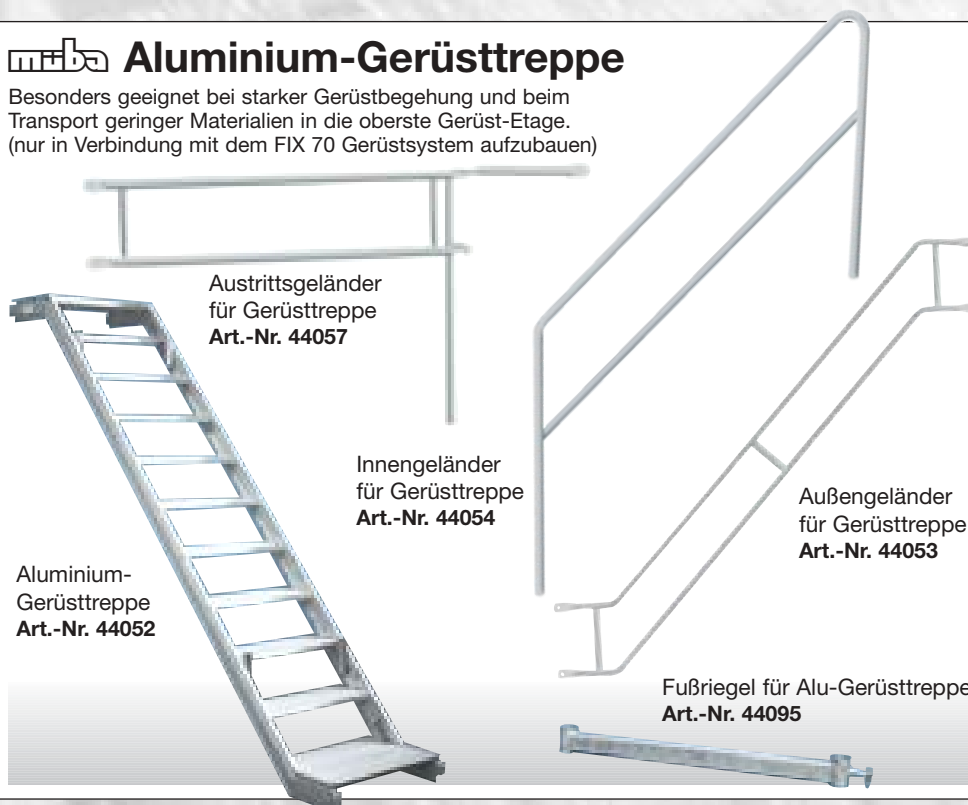 müba Aluminium-Gerüsttreppe
Besonders geeignet bei starker Gerüstbegehung und beim
Transport geringer Materialien in die oberste Gerüst-Etage.
(nur in Verbindung mit dem FIX 70 Gerüstsystem aufzubauen)
Austrittsgeländer
für Gerüsttreppe
Art.-Nr. 44057
Innengeländer
für Gerüsttreppe
Art.-Nr. 44054
Außengeländer
für Gerüsttreppe
Art.-Nr. 44053
Aluminium-
Gerüsttreppe
Art.-Nr. 44052
Fußriegel für Alu-Gerüsttreppe
Art.-Nr. 44095